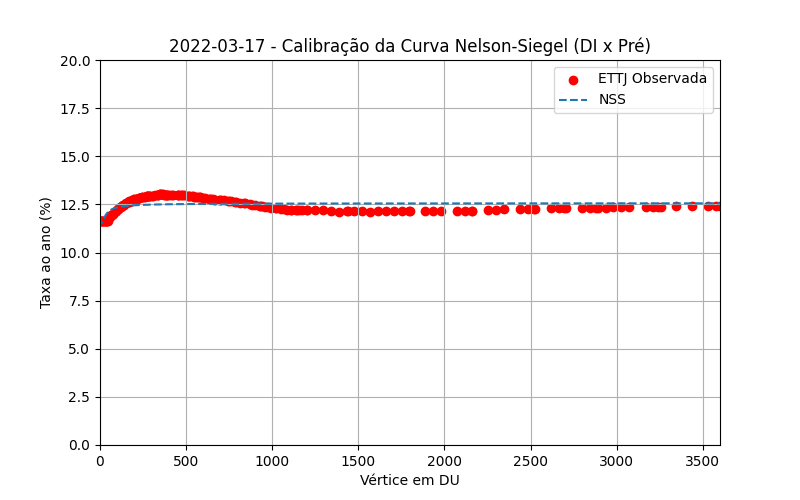 2022-03-17 - Calibração da Curva Nelson-Siegel (DI x Pré)
20.0
17.5
15.0
12.5
10.0
7.5
5.0
2.5
0.0
Taxa ao ano (%)
ETTJ Observada
NSS
0 500 1000 1500 2000 2500 3000 3500
Vértice em DU